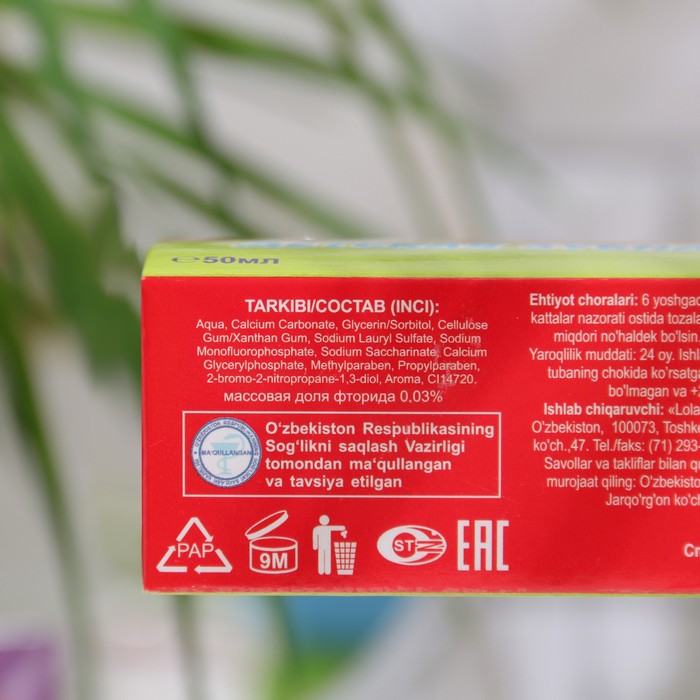 ℮50мл
TARKIBI/СОСТАВ (INCI):
Aqua, Calcium Carbonate, Glycerin/Sorbitol, Cellulose
Gum/Xanthan Gum, Sodium Lauryl Sulfate, Sodium
Monofluorophosphate, Sodium Saccharinate, Calcium
Glycerylphosphate, Methylparaben, Propylparaben,
2-bromo-2-nitropropane-1,3-diol, Aroma, CI14720.
массовая доля фторида 0,03%
MA'QULLANGAN
O‘zbekiston Respublikasining
Sog‘likni saqlash Vazirligi
tomondan ma‘qullangan
va tavsiya etilgan
PAP
9M
ST
EAC
Ehtiyot choralari: 6 yoshgac
kattalar nazorati ostida tozala
miqdori no'haldek bo'lsin.
Yaroqlilik muddati: 24 oy. Ishl
tubaning chokida ko'rsatg
bo'lmagan va +
Ishlab chiqaruvchi: «Lola
O'zbekiston, 100073, Toshke
ko'ch.,47. Tel./faks: (71) 293-
Savollar va takliflar bilan q
murojaat qiling: O'zbekisto
Jarqo'rg'on ko'ch